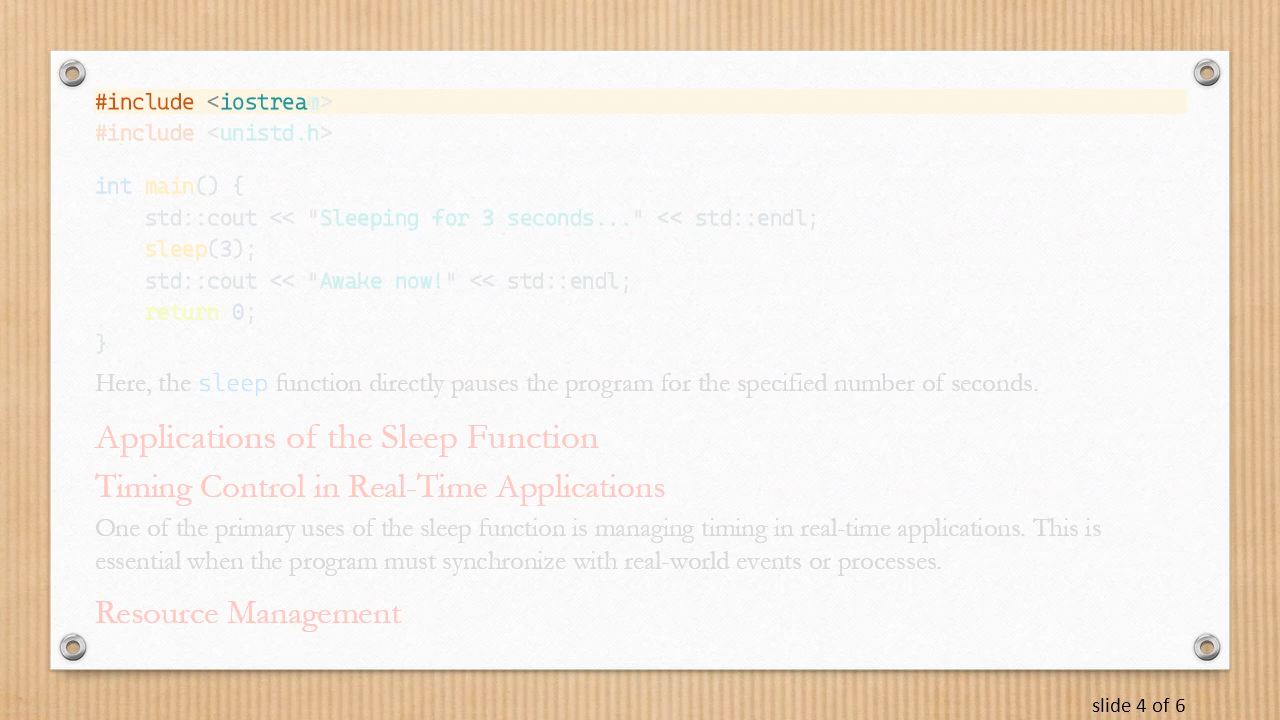 #include <iostream>
#include <unistd.h>
int main() {
    std::cout << "Sleeping for 3 seconds..." << std::endl;
    sleep(3);
    std::cout << "Awake now!" << std::endl;
    return 0;
}
Here, the sleep function directly pauses the program for the specified number of seconds.
Applications of the Sleep Function
Timing Control in Real-Time Applications
One of the primary uses of the sleep function is managing timing in real-time applications. This is
essential when the program must synchronize with real-world events or processes.
Resource Management
slide 4 of 6